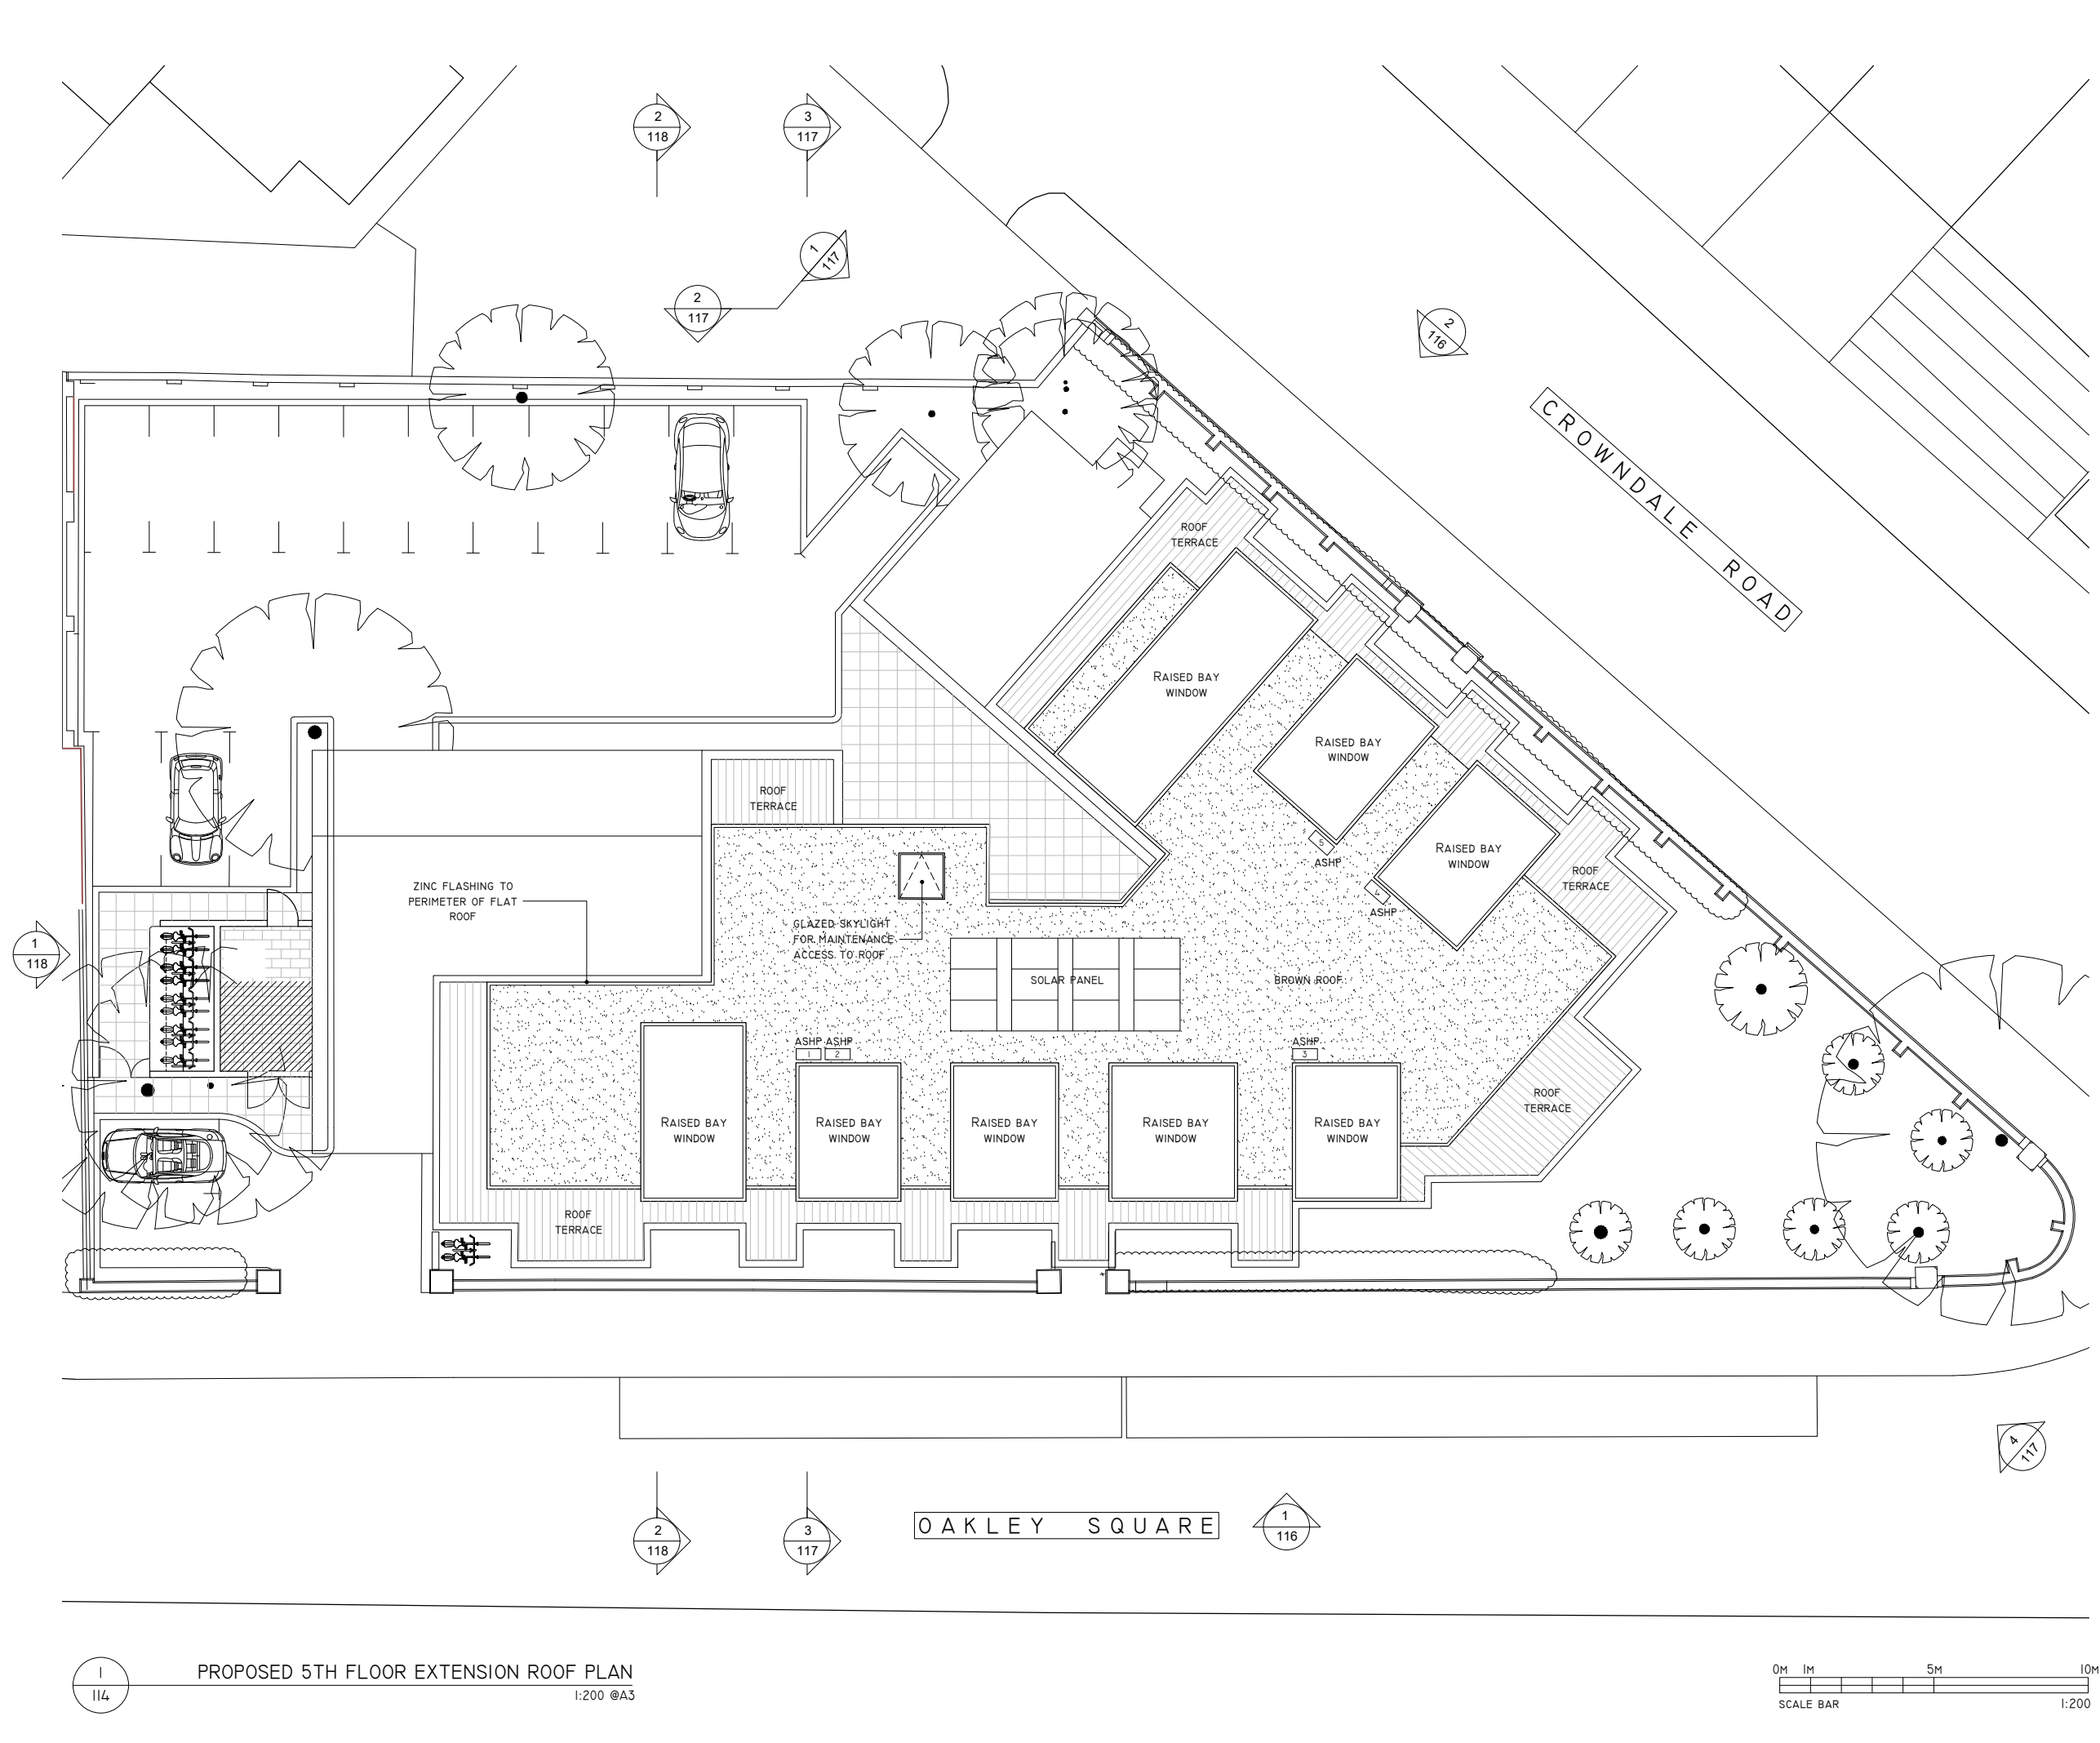 2
118
3
117
1
117
2
117
2
116
CROWNDALE ROAD
ROOF
TERRACE
RAISED BAY
WINDOW
RAISED BAY
WINDOW
RAISED BAY
WINDOW
ROOF
TERRACE
5
ASHP
4
ASHP
ROOF
TERRACE
ZINC FLASHING TO
PERIMETER OF FLAT
ROOF
GLAZED SKYLIGHT
FOR MAINTENANCE
ACCESS TO ROOF
1
118
SOLAR PANEL
BROWN ROOF
ASHP ASHP
1 2
ASHP
3
ROOF
TERRACE
RAISED BAY
WINDOW
RAISED BAY
WINDOW
RAISED BAY
WINDOW
RAISED BAY
WINDOW
RAISED BAY
WINDOW
ROOF
TERRACE
4
117
2
118
3
117
OAKLEY SQUARE
1
116
1
114
PROPOSED 5TH FLOOR EXTENSION ROOF PLAN
1:200 @A3
0M 1M 5M 10M
SCALE BAR 1:200